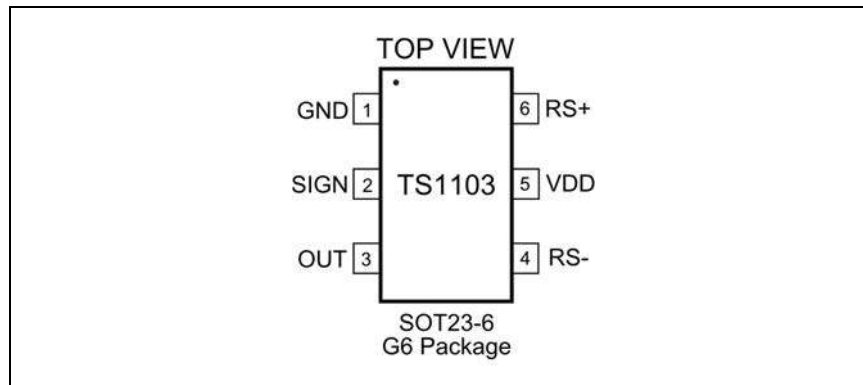 TOP VIEW
GND 1 6 RS+
SIGN 2 TS1103 5 VDD
OUT 3 4 RS-
SOT23-6
G6 Package